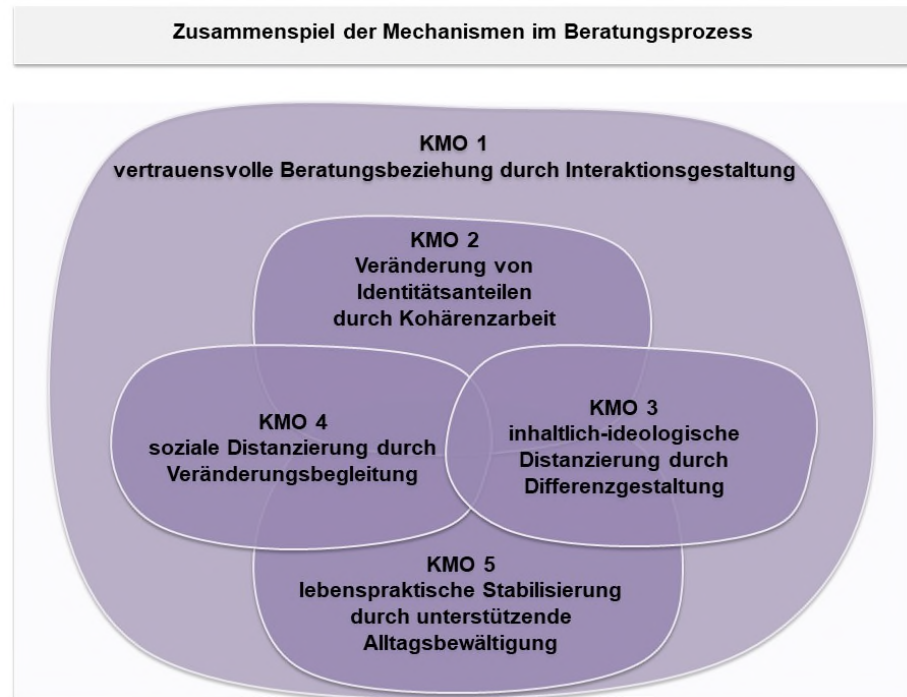 Zusammenspiel der Mechanismen im Beratungsprozess
KMO 1
vertrauensvolle Beratungsbeziehung durch Interaktionsgestaltung
KMO 2
Veränderung von
Identitätsanteilen
durch Kohärenzarbeit
KMO 4
soziale Distanzierung durch
Veränderungsbegleitung
KMO 3
inhaltlich-ideologische
Distanzierung durch
Differenzgestaltung
KMO 5
lebenspraktische Stabilisierung
durch unterstützende
Alltagsbewältigung